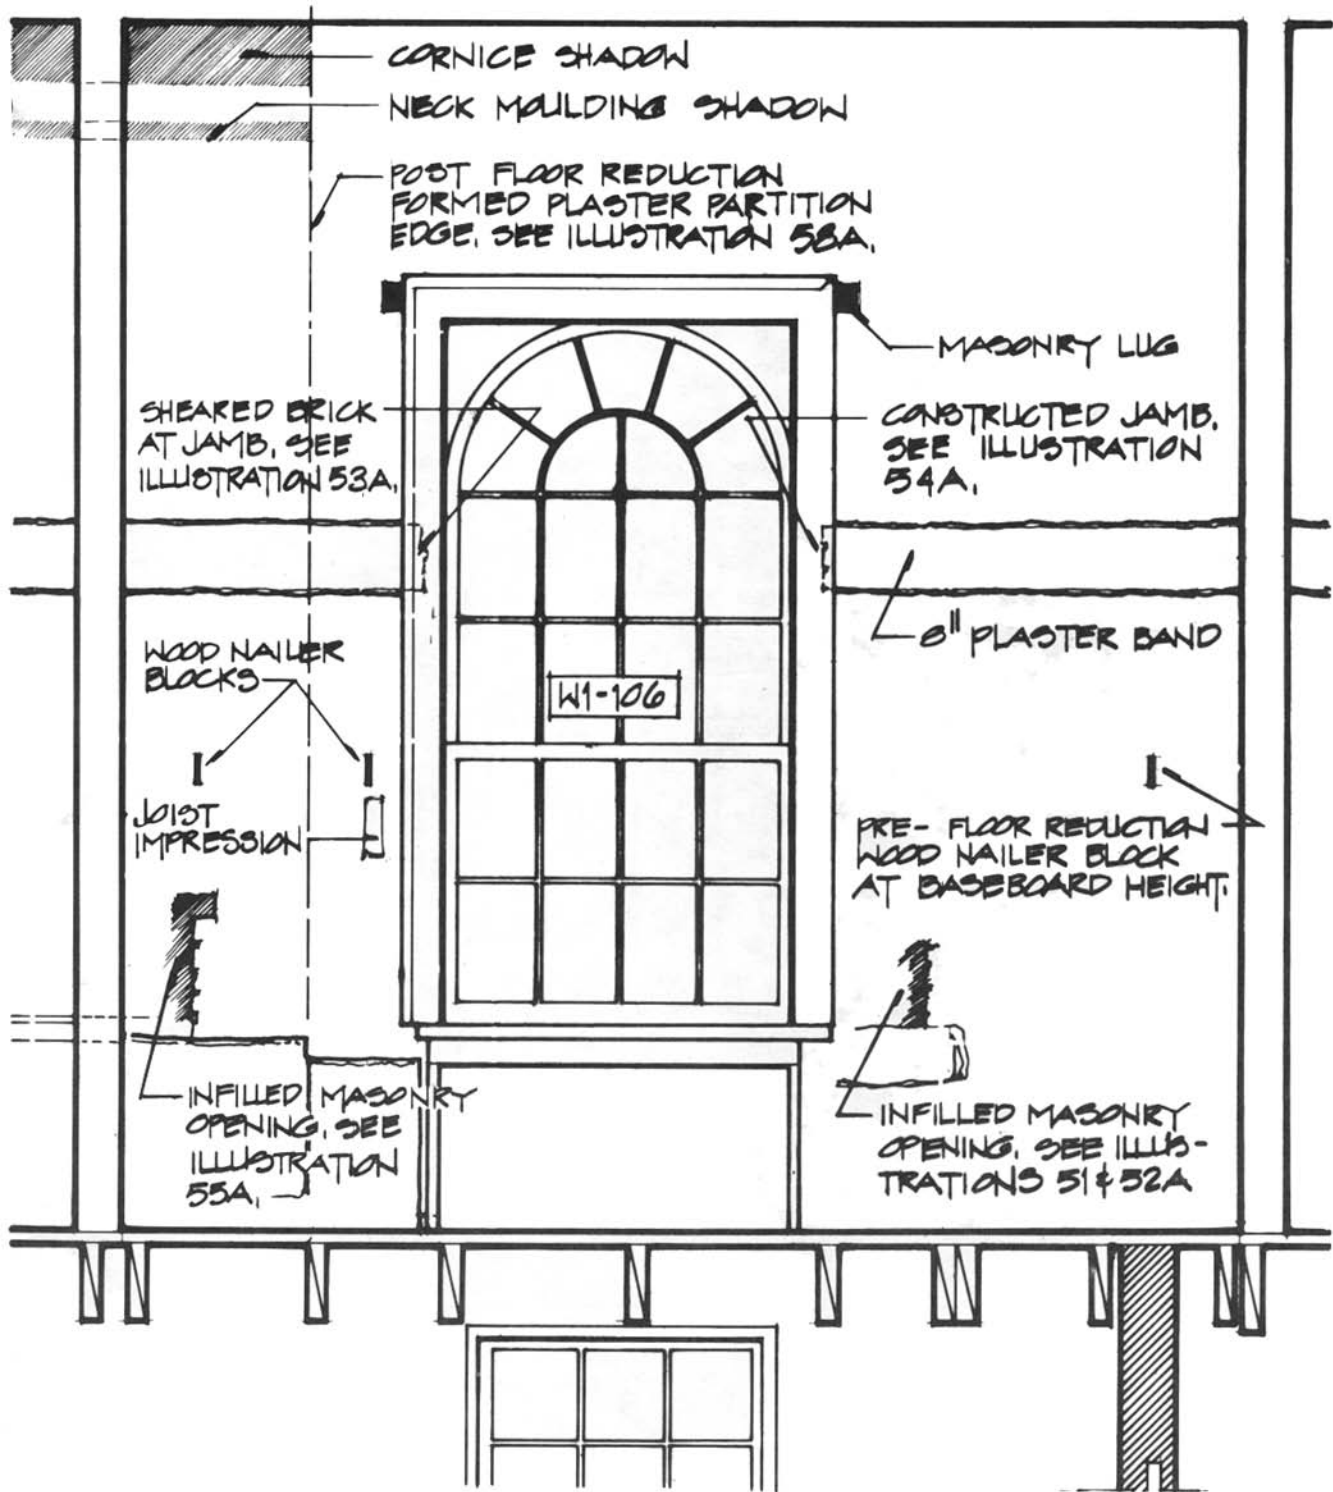 CORNICE SHADOW
NECK MOULDING SHADOW
POST FLOOR REDUCTION
FORMED PLASTER PARTITION
EDGE. SEE ILLUSTRATION 58A.
MASONRY LUG
SHEARED BRICK
AT JAMB. SEE
ILLUSTRATION 53A.
CONSTRUCTED JAMB.
SEE ILLUSTRATION
54A.
8" PLASTER BAND
WOOD NAILER
BLOCKS
W1-106
JOIST
IMPRESSION
PRE- FLOOR REDUCTION
WOOD NAILER BLOCK
AT BASEBOARD HEIGHT.
INFILLED MASONRY
OPENING. SEE
ILLUSTRATION
55A.
INFILLED MASONRY
OPENING. SEE ILLUS-
TRATIONS 51 & 52A